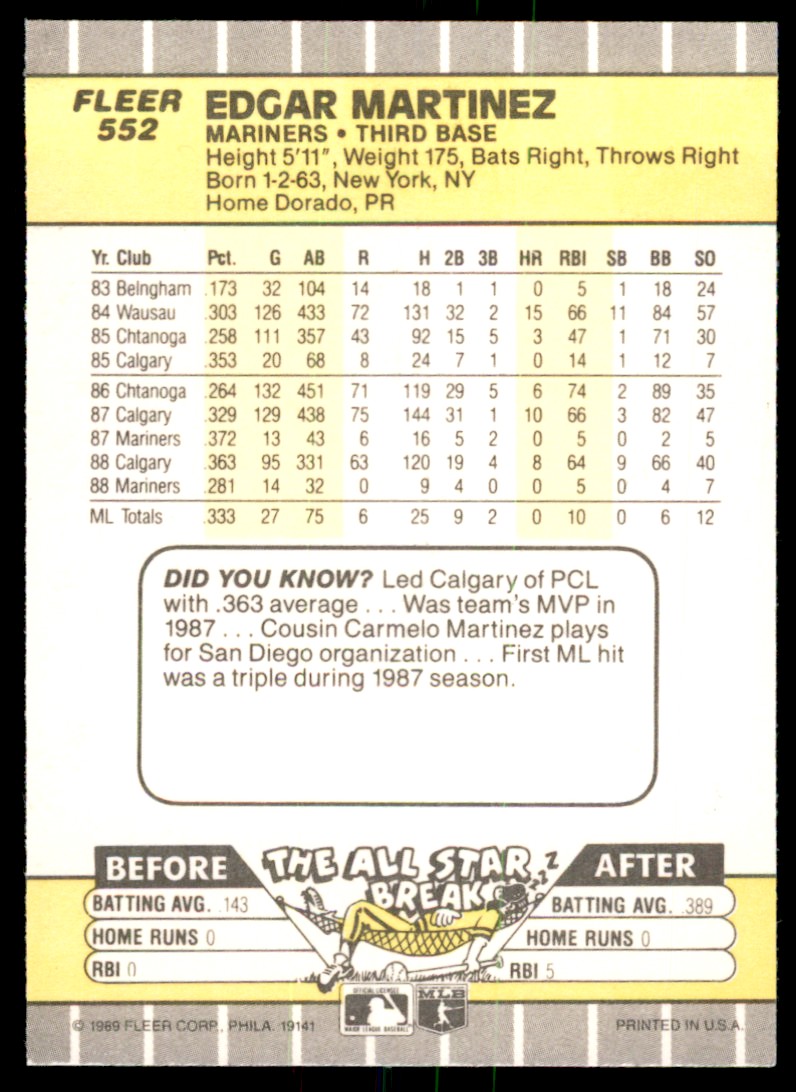 FLEER
552
EDGAR MARTINEZ
MARINERS • THIRD BASE
Height 5'11", Weight 175, Bats Right, Throws Right
Born 1-2-63, New York, NY
Home Dorado, PR
Yr. Club Pct. G AB R H 2B 3B HR RBI SB BB SO
83 Belngham .173 32 104 14 18 1 1 0 5 1 18 24
84 Wausau .303 126 433 72 131 32 2 15 66 11 84 57
85 Chtanoga .258 111 357 43 92 15 5 3 47 1 71 30
85 Calgary .353 20 68 8 24 7 1 0 14 1 12 7
86 Chtanoga .264 132 451 71 119 29 5 6 74 2 89 35
87 Calgary .329 129 438 75 144 31 1 10 66 3 82 47
87 Mariners .372 13 43 6 16 5 2 0 5 0 2 5
88 Calgary .363 95 331 63 120 19 4 8 64 9 66 40
88 Mariners .281 14 32 0 9 4 0 0 5 0 4 7
ML Totals .333 27 75 6 25 9 2 0 10 0 6 12
DID YOU KNOW? Led Calgary of PCL
with .363 average . . . Was team's MVP in
1987 . . . Cousin Carmelo Martinez plays
for San Diego organization . . . First ML hit
was a triple during 1987 season.
BEFORE THE ALL STAR BREAK ZZZ AFTER
BATTING AVG. .143 BATTING AVG. .389
HOME RUNS 0 HOME RUNS 0
RBI 0 RBI 5
OFFICIAL LICENSEE
MAJOR LEAGUE BASEBALL
MLB
© 1989 FLEER CORP., PHILA. 19141 PRINTED IN U.S.A.